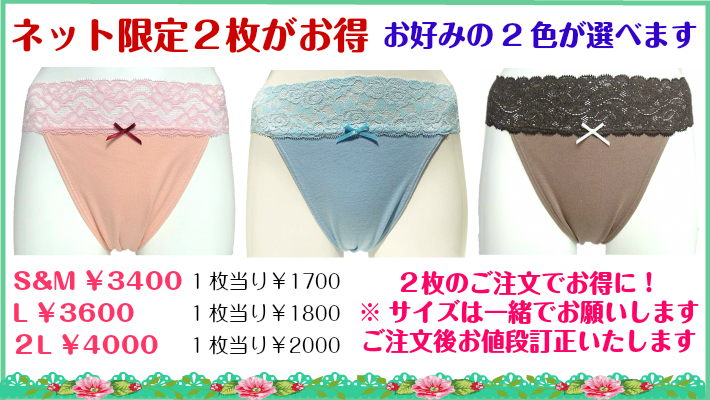 ネット限定２枚がお得 お好みの２色が選べます
S&M ￥3400 １枚当り￥1700
L ￥3600 １枚当り￥1800
２L ￥4000 １枚当り￥2000
２枚のご注文でお得に！
※ サイズは一緒でお願いします
ご注文後お値段訂正いたします